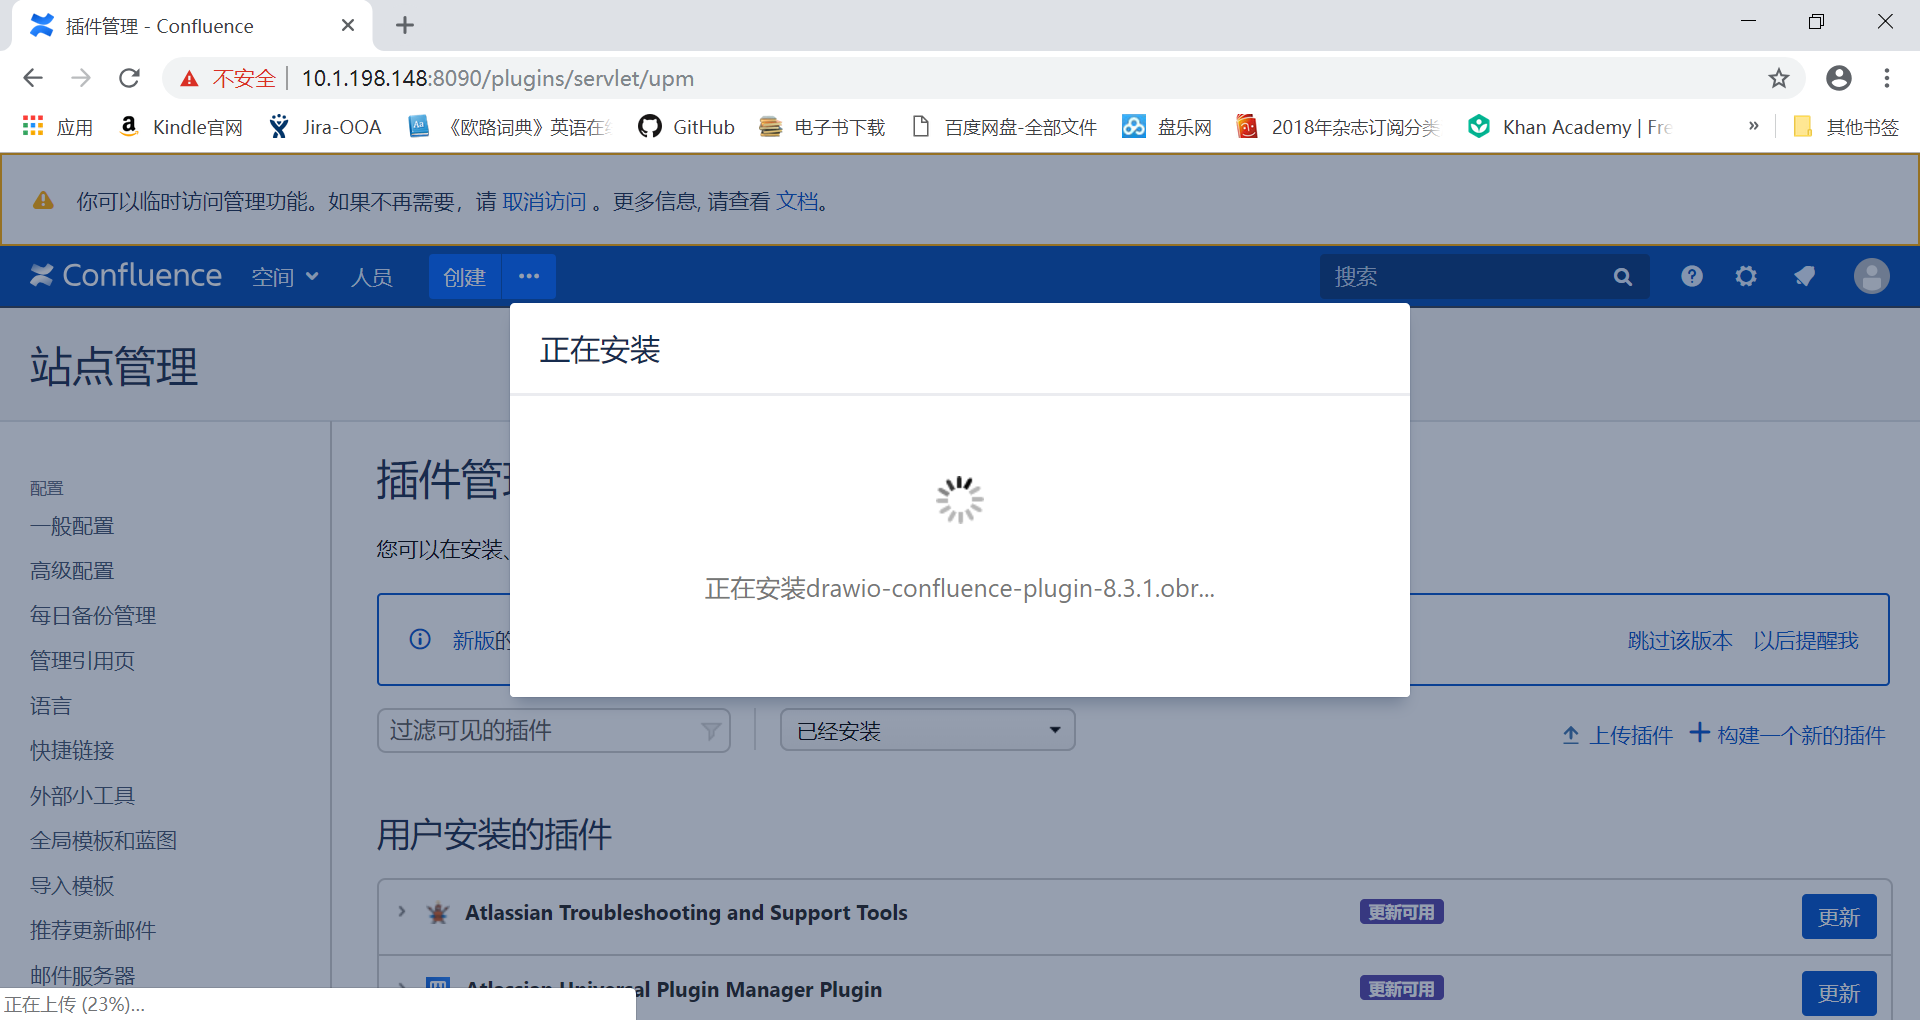 插件管理 - Confluence
不安全 | 10.1.198.148:8090/plugins/servlet/upm
应用 Kindle官网 Jira-OOA 《欧路词典》英语在 GitHub 电子书下载 百度网盘-全部文件 盘乐网 2018年杂志订阅分类 Khan Academy | Fre » 其他书签
你可以临时访问管理功能。如果不再需要，请 取消访问 。更多信息, 请查看 文档。
Confluence 空间 人员 创建 ··· 搜索
正在安装
站点管理
插件管
配置
一般配置
您可以在安装、
高级配置
正在安装drawio-confluence-plugin-8.3.1.obr...
每日备份管理
新版的 跳过该版本 以后提醒我
管理引用页
语言
过滤可见的插件 已经安装 上传插件 构建一个新的插件
快捷链接
外部小工具
全局模板和蓝图
用户安装的插件
导入模板
Atlassian Troubleshooting and Support Tools 更新可用 更新
推荐更新邮件
邮件服务器
Atlassian Universal Plugin Manager Plugin 更新可用 更新
正在上传 (23%)...